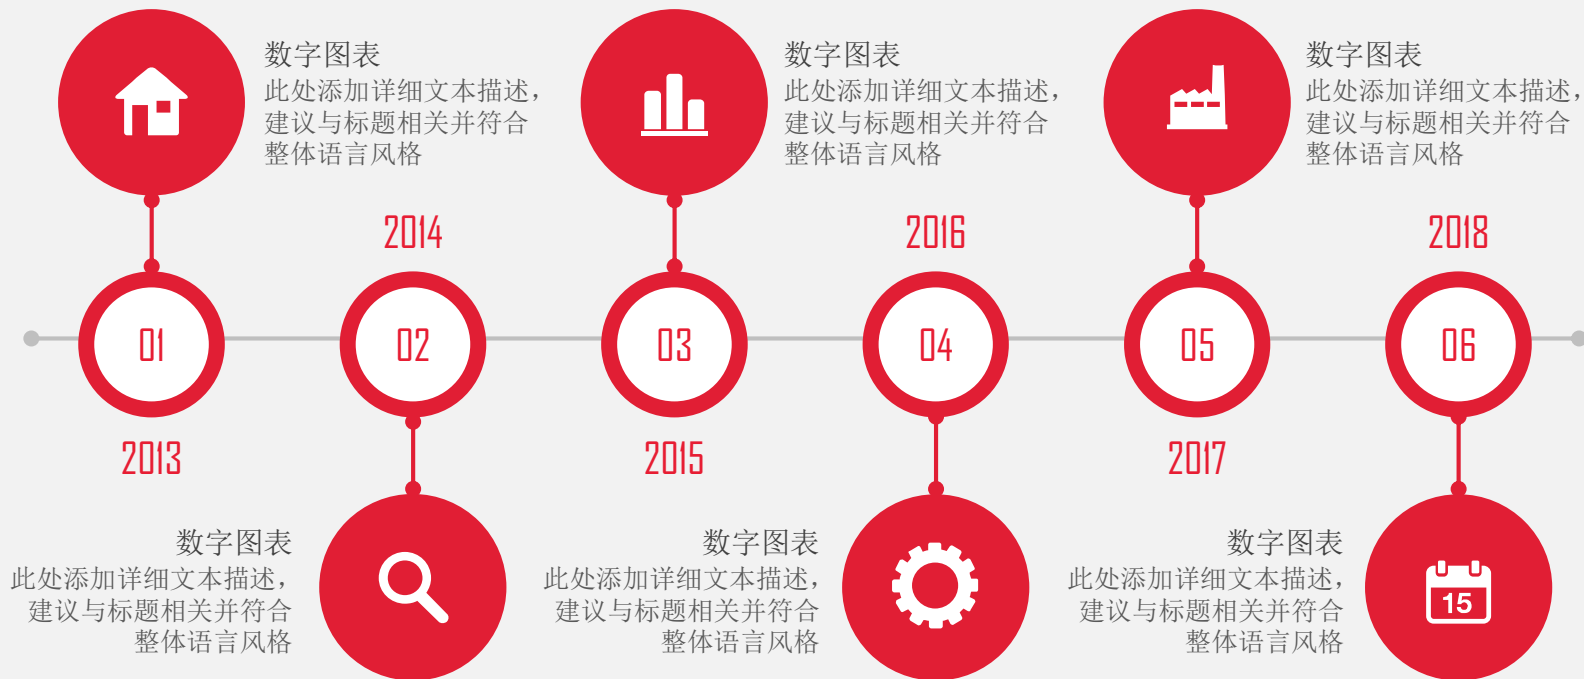 数字图表
此处添加详细文本描述，
建议与标题相关并符合
整体语言风格
数字图表
此处添加详细文本描述，
建议与标题相关并符合
整体语言风格
数字图表
此处添加详细文本描述，
建议与标题相关并符合
整体语言风格
2014
2016
2018
01
02
03
04
05
06
2013
2015
2017
数字图表
此处添加详细文本描述，
建议与标题相关并符合
整体语言风格
数字图表
此处添加详细文本描述，
建议与标题相关并符合
整体语言风格
数字图表
此处添加详细文本描述，
建议与标题相关并符合
整体语言风格
15